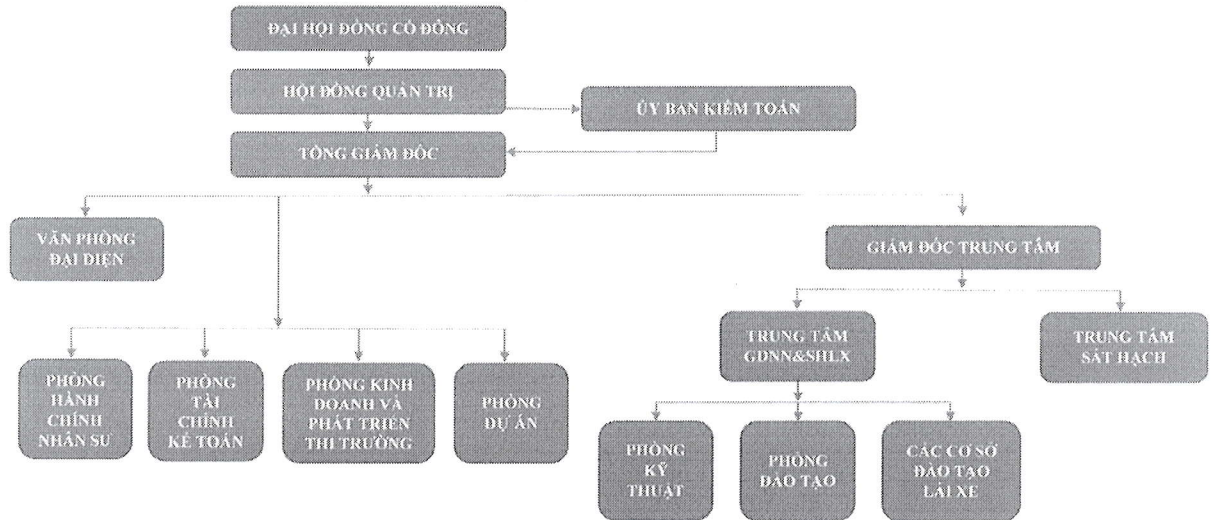 ĐẠI HỘI ĐỒNG CỔ ĐÔNG
HỘI ĐỒNG QUẢN TRỊ
ỦY BAN KIỂM TOÁN
TỔNG GIÁM ĐỐC
VĂN PHÒNG
ĐẠI DIỆN
GIÁM ĐỐC TRUNG TÂM
TRUNG TÂM
GDNN&SHLX
TRUNG TÂM
SÁT HẠCH
PHÒNG
HÀNH
CHÍNH
NHÂN SỰ
PHÒNG
TÀI
CHÍNH
KẾ TOÁN
PHÒNG KINH
DOANH VÀ
PHÁT TRIỂN
THỊ TRƯỜNG
PHÒNG
DỰ ÁN
PHÒNG
KỸ
THUẬT
PHÒNG
ĐÀO TẠO
CÁC CƠ SỞ
ĐÀO TẠO
LÁI XE